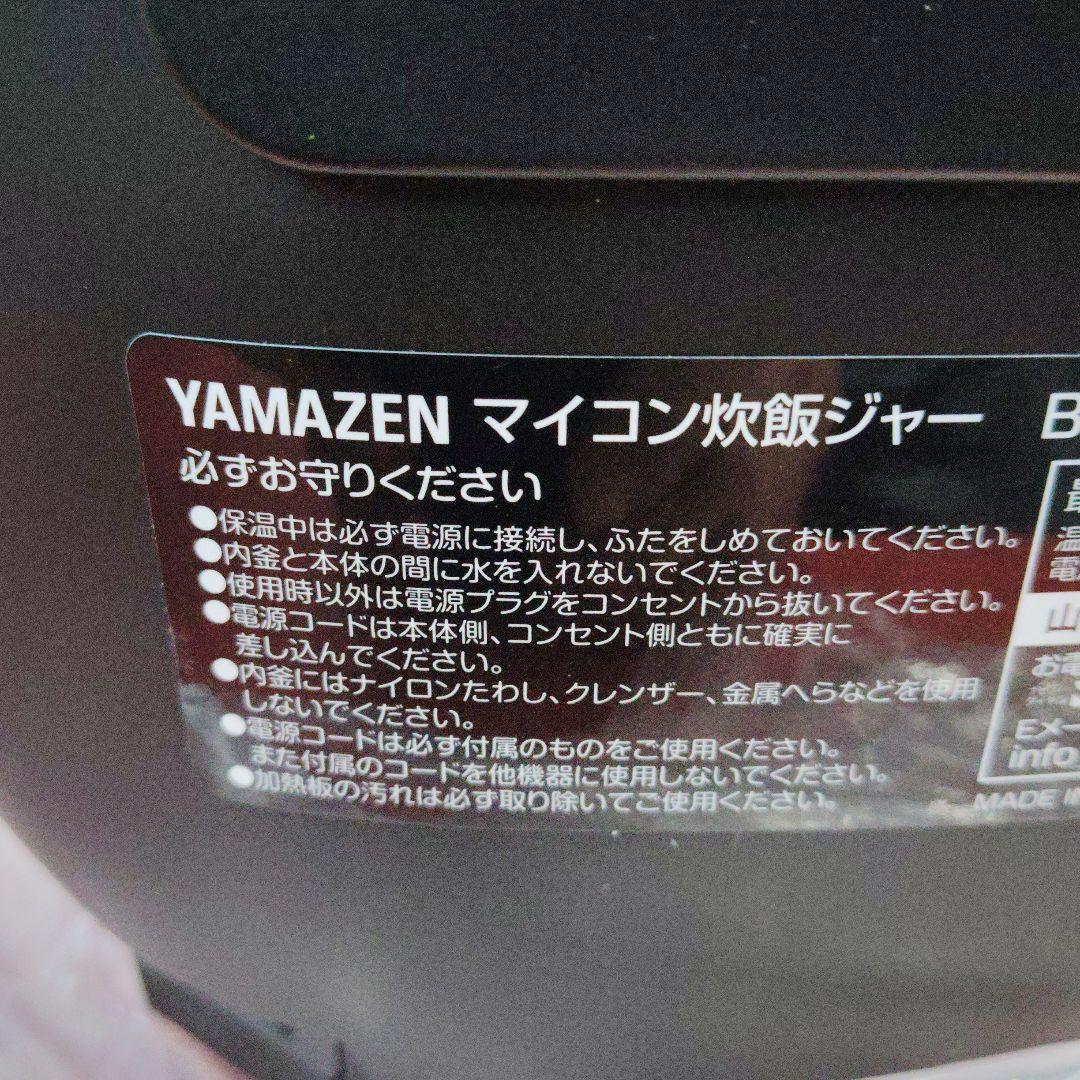 YAMAZEN マイコン炊飯ジャー B
必ずお守りください
●保温中は必ず電源に接続し、ふたをしめておいてください。
●内釜と本体の間に水を入れないでください。
●使用時以外は電源プラグをコンセントから抜いてください。
●電源コードは本体側、コンセント側ともに確実に
差し込んでください。
●内釜にはナイロンたわし、クレンザー、金属へらなどを使用
しないでください。
●電源コードは必ず付属のものをご使用ください。
また付属のコードを他機器に使用しないでください。
●加熱板の汚れは必ず取り除いてご使用ください。
最
温
電
山
お電
Eメー
info
MADE I